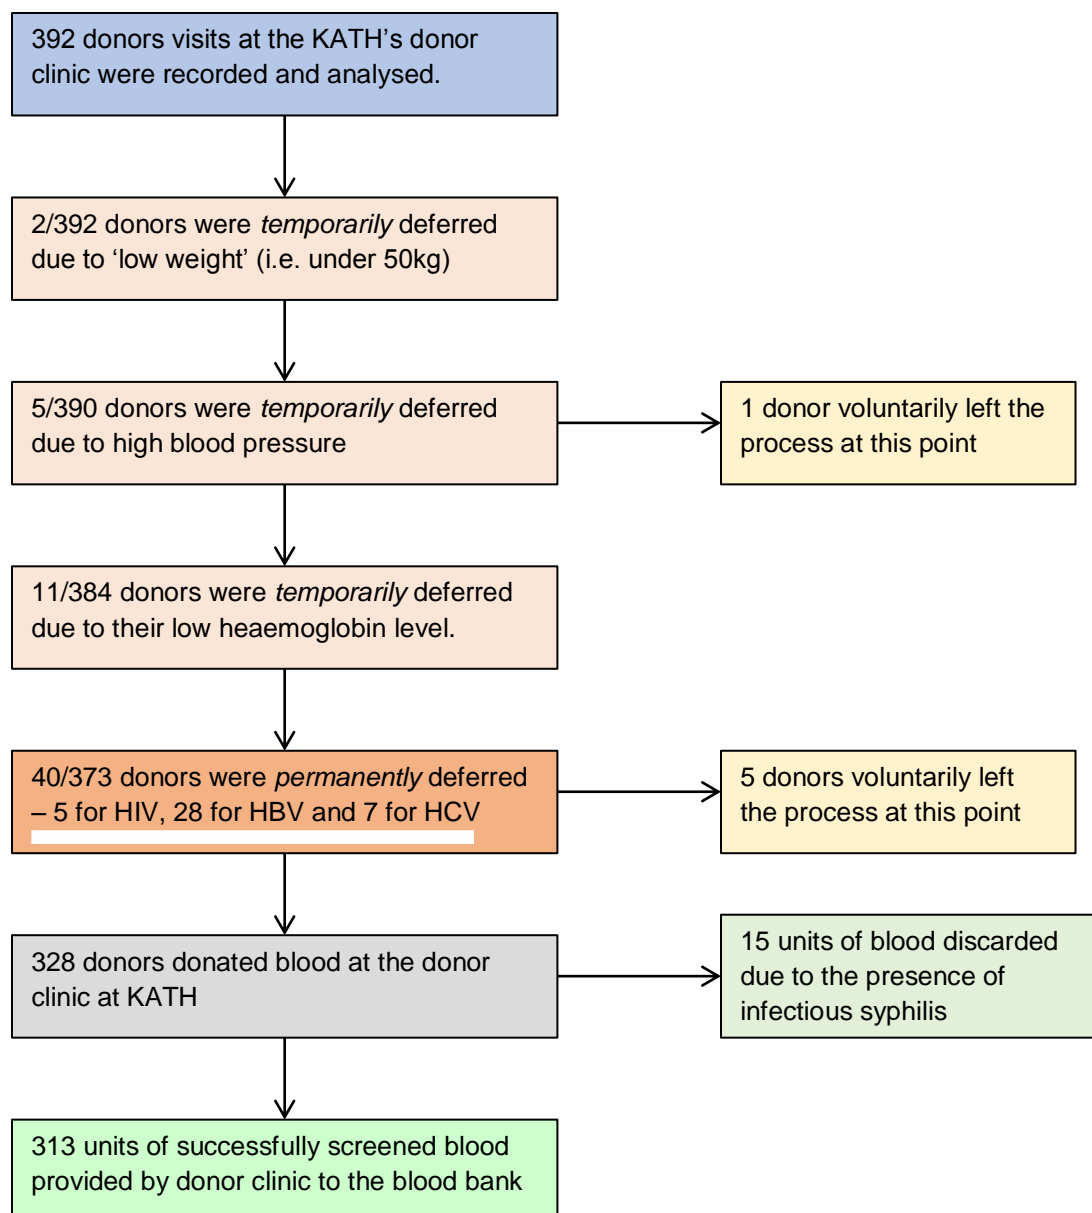 392 donors visits at the KATH’s donor
clinic were recorded and analysed.
2/392 donors were temporarily deferred
due to ‘low weight’ (i.e. under 50kg)
5/390 donors were temporarily deferred
due to high blood pressure
1 donor voluntarily left the
process at this point
11/384 donors were temporarily deferred
due to their low heaemoglobin level.
40/373 donors were permanently deferred
– 5 for HIV, 28 for HBV and 7 for HCV
5 donors voluntarily left
the process at this point
328 donors donated blood at the donor
clinic at KATH
15 units of blood discarded
due to the presence of
infectious syphilis
313 units of successfully screened blood
provided by donor clinic to the blood bank